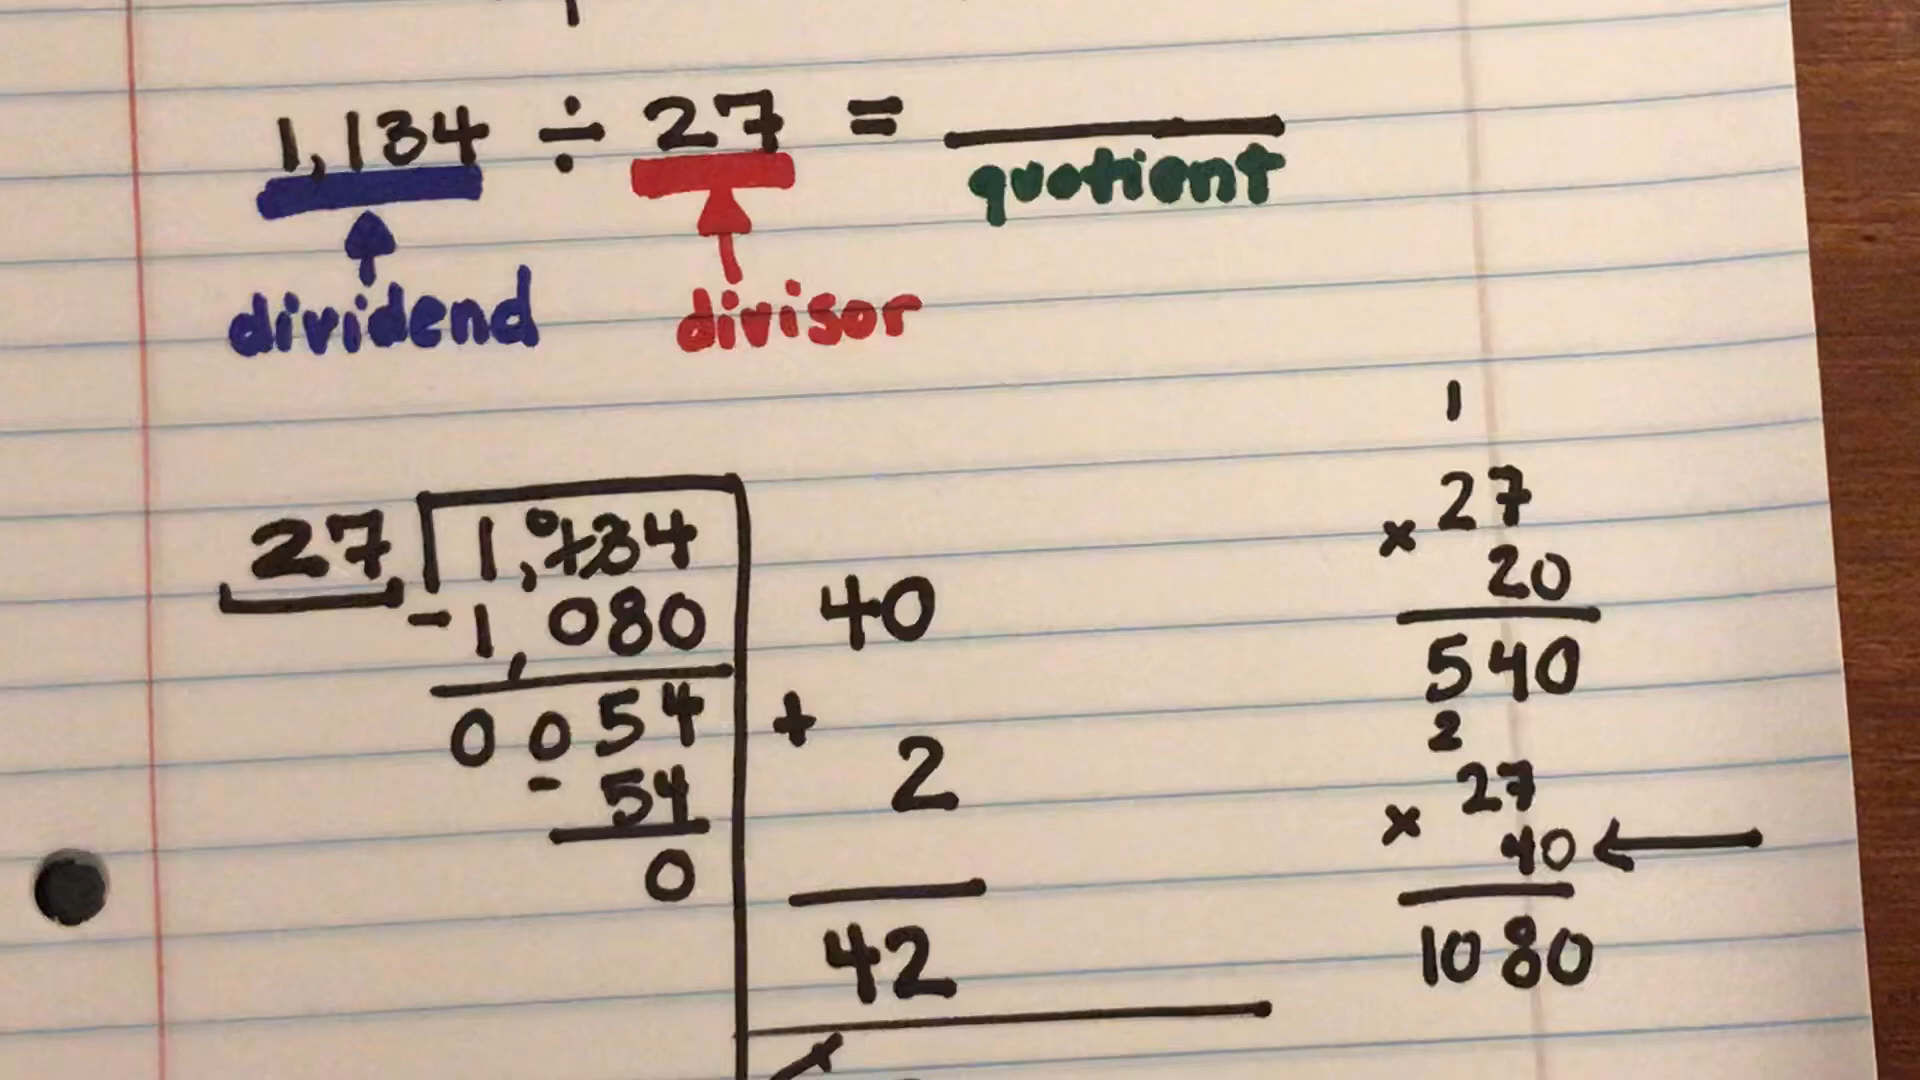 1,134 ÷ 27 =
quotient
dividend divisor
27 1,134
0
- 1,080 40
0054 + 2
- 54
0 42
1
27
x 20
540
2
27
x 40 ←
1080